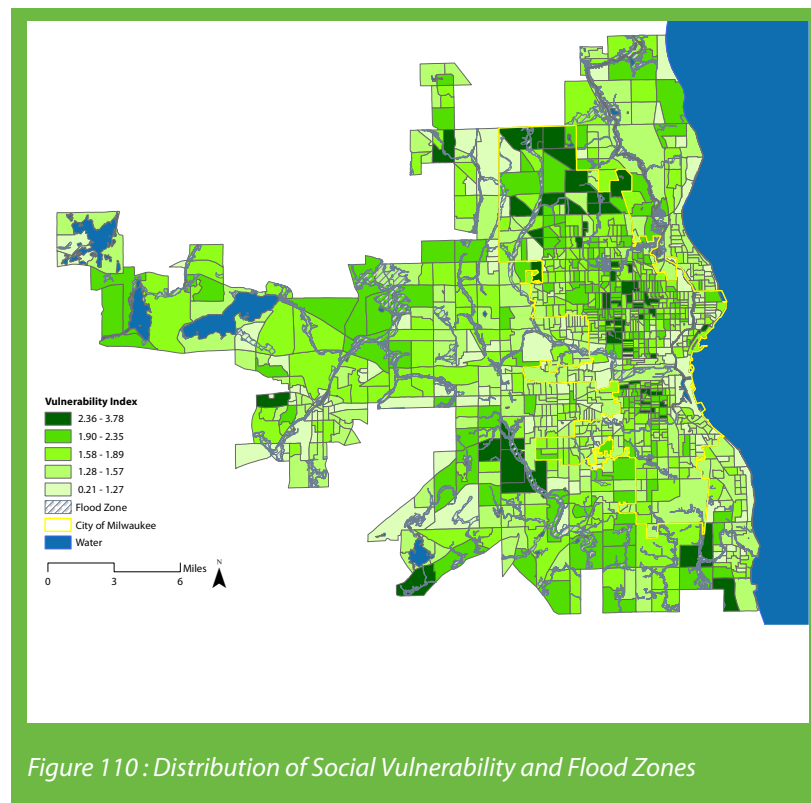 Vulnerability Index
2.36 - 3.78
1.90 - 2.35
1.58 - 1.89
1.28 - 1.57
0.21 - 1.27
Flood Zone
City of Milwaukee
Water
Miles
0 3 6
N
Figure 110 : Distribution of Social Vulnerability and Flood Zones